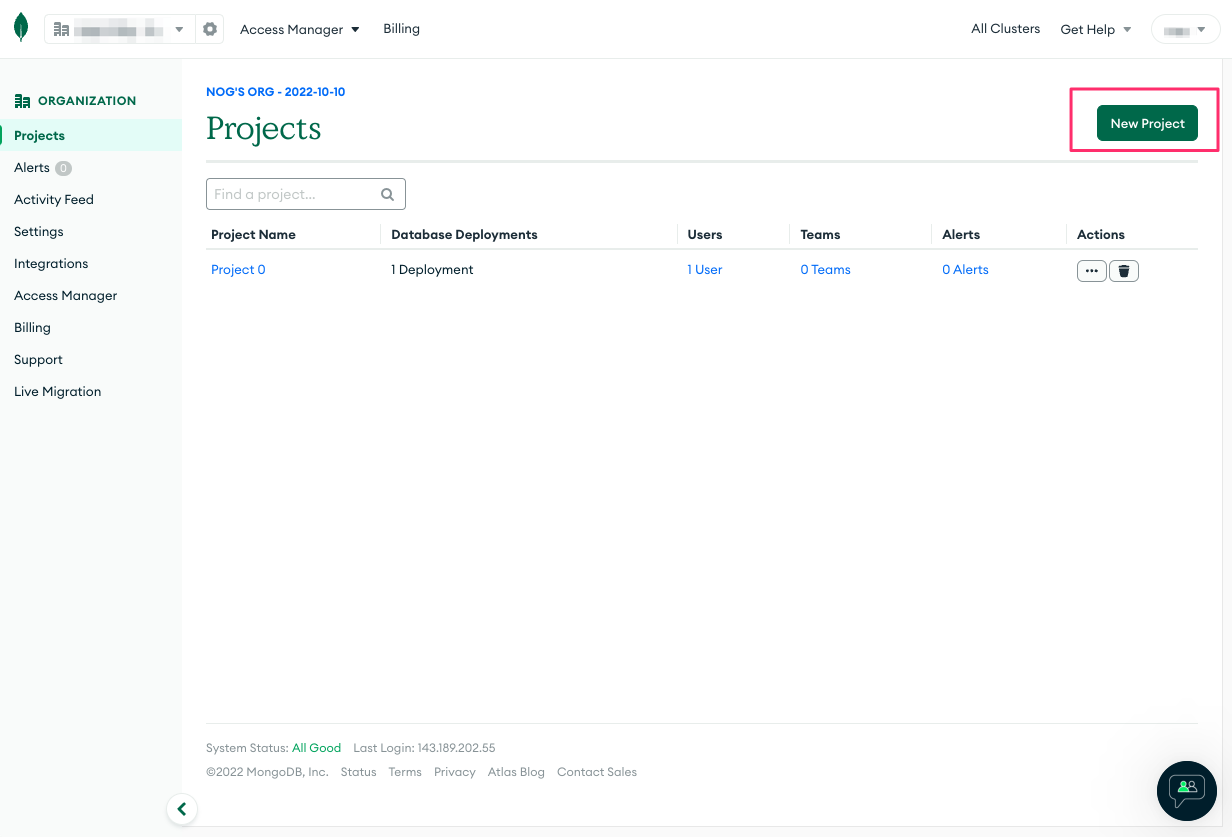 Access Manager Billing All Clusters Get Help
ORGANIZATION
Projects
Alerts 0
Activity Feed
Settings
Integrations
Access Manager
Billing
Support
Live Migration
NOG'S ORG - 2022-10-10
Projects
New Project
Find a project...
Project Name Database Deployments Users Teams Alerts Actions
Project 0 1 Deployment 1 User 0 Teams 0 Alerts
System Status: All Good Last Login: 143.189.202.55
©2022 MongoDB, Inc. Status Terms Privacy Atlas Blog Contact Sales